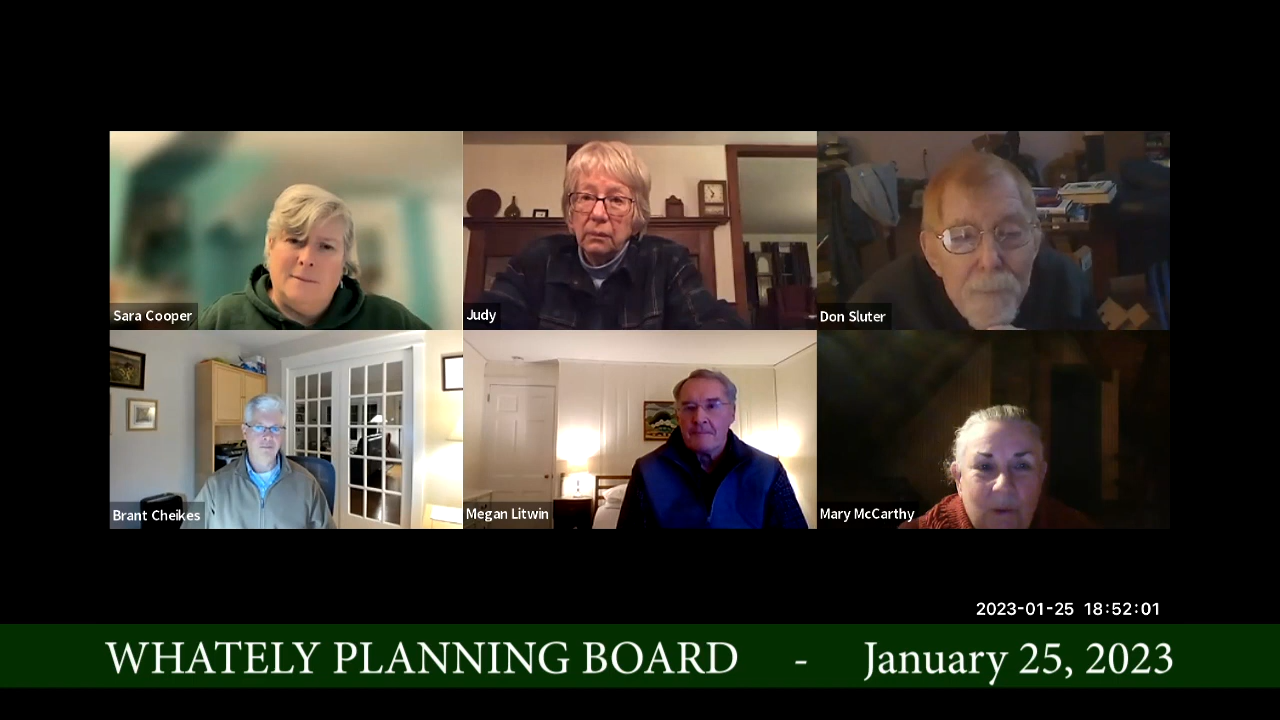 Sara Cooper
Judy
Don Sluter
Brant Cheikes
Megan Litwin
Mary McCarthy
2023-01-25 18:52:01
WHATELY PLANNING BOARD - January 25, 2023